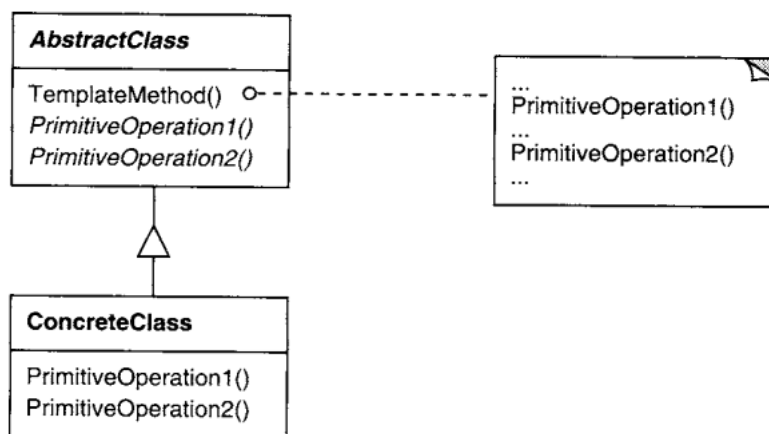 AbstractClass
TemplateMethod()
PrimitiveOperation1()
PrimitiveOperation2()
...
PrimitiveOperation1()
...
PrimitiveOperation2()
...
ConcreteClass
PrimitiveOperation1()
PrimitiveOperation2()